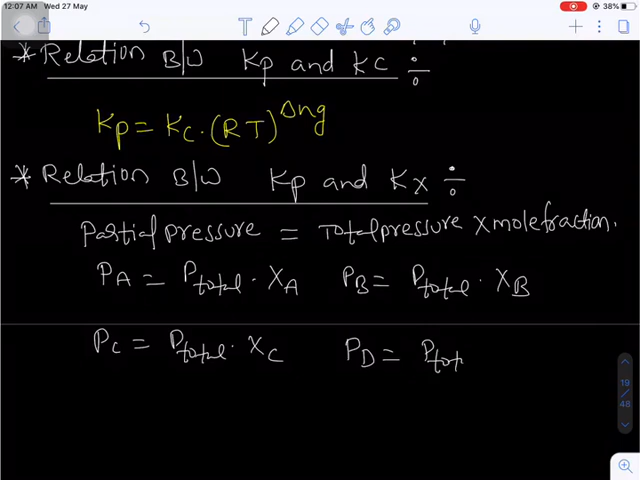 12:07 AM Wed 27 May
38%
* Relation B/W Kp and Kc ÷
Kp = Kc · (RT)^Δng
* Relation B/W Kp and Kx ÷
Partial pressure = Total pressure x mole fraction.
PA = Ptotal · XA PB = Ptotal · XB
PC = Ptotal · XC PD = Ptot
19
/
48